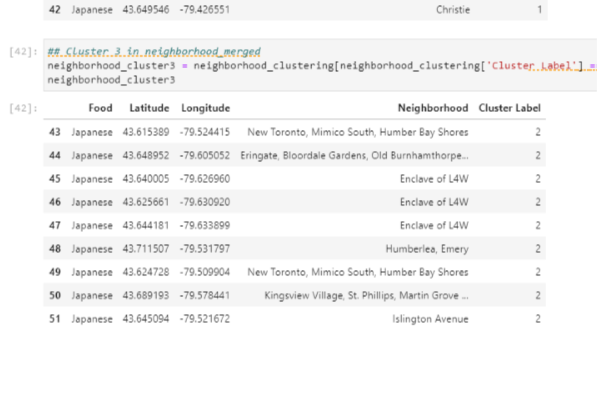 42 Japanese 43.649546 -79.426551 Christie 1
[42]: ## Cluster 3 in neighborhood_merged
neighborhood_cluster3 = neighborhood_clustering[neighborhood_clustering['Cluster Label'] =
neighborhood_cluster3
[42]: Food Latitude Longitude Neighborhood Cluster Label
43 Japanese 43.615389 -79.524415 New Toronto, Mimico South, Humber Bay Shores 2
44 Japanese 43.648952 -79.605052 Eringate, Bloordale Gardens, Old Burnhamthorpe... 2
45 Japanese 43.640005 -79.626960 Enclave of L4W 2
46 Japanese 43.625661 -79.630920 Enclave of L4W 2
47 Japanese 43.644181 -79.633899 Enclave of L4W 2
48 Japanese 43.711507 -79.531797 Humberlea, Emery 2
49 Japanese 43.624728 -79.509904 New Toronto, Mimico South, Humber Bay Shores 2
50 Japanese 43.689193 -79.578441 Kingsview Village, St. Phillips, Martin Grove ... 2
51 Japanese 43.645094 -79.521672 Islington Avenue 2